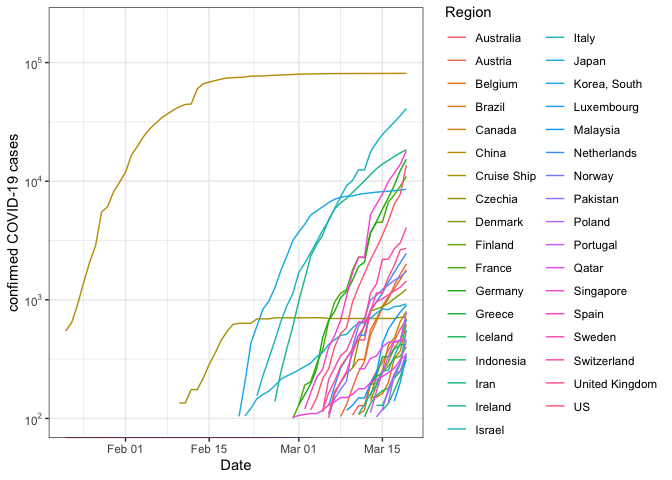 Region
Australia
Austria
Belgium
Brazil
Canada
China
Cruise Ship
Czechia
Denmark
Finland
France
Germany
Greece
Iceland
Indonesia
Iran
Ireland
Israel
Italy
Japan
Korea, South
Luxembourg
Malaysia
Netherlands
Norway
Pakistan
Poland
Portugal
Qatar
Singapore
Spain
Sweden
Switzerland
United Kingdom
US
confirmed COVID-19 cases
10⁵
10⁴
10³
10²
Feb 01 Feb 15 Mar 01 Mar 15
Date